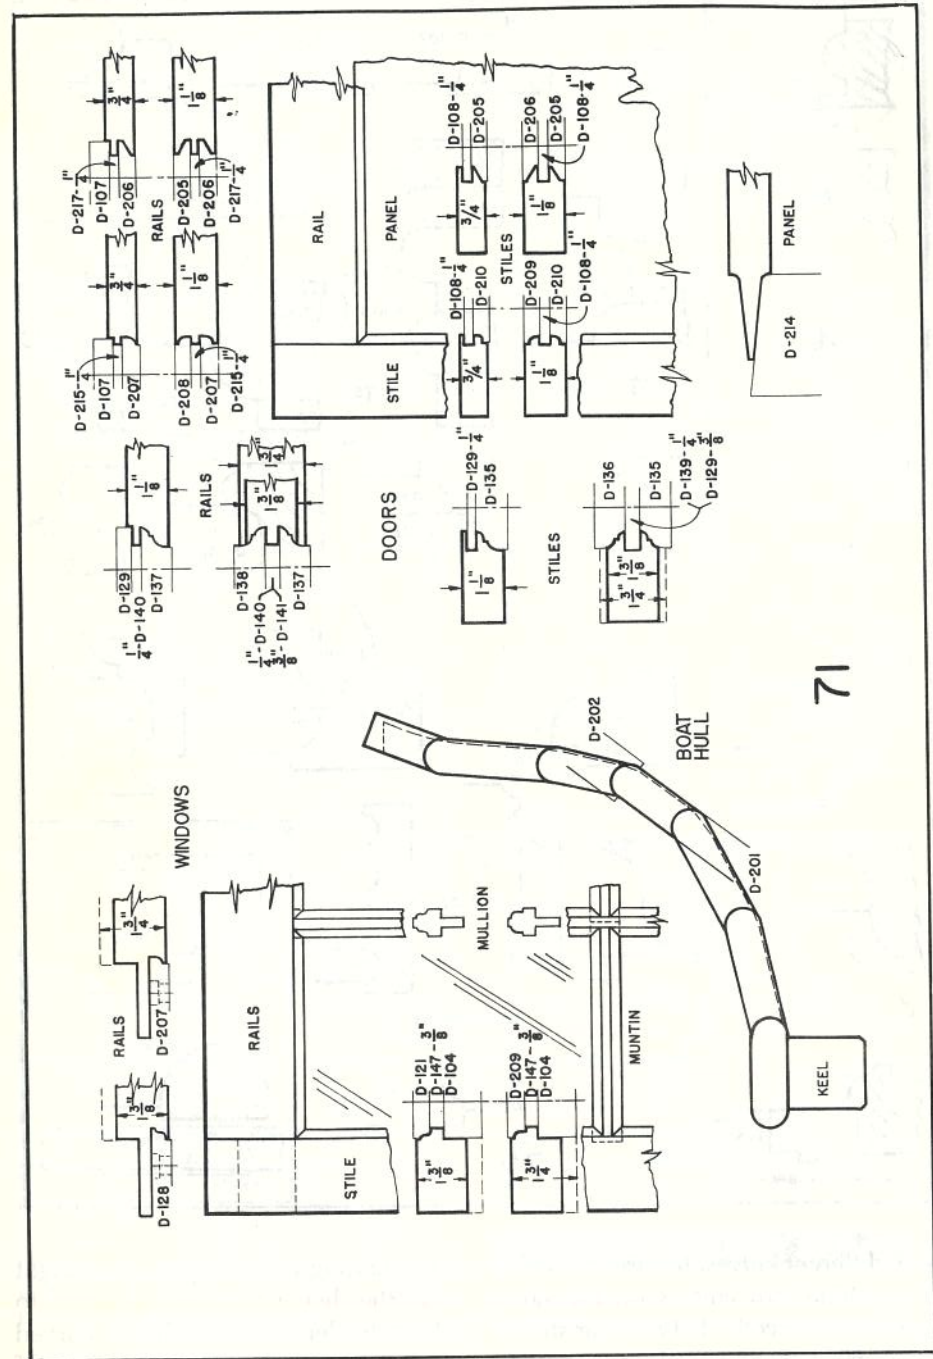 WINDOWS
RAILS
1 3/8"
D-128
1 3/4"
D-207
RAILS
STILE
1 3/8"
D-121
D-147-3/8"
D-104
1 3/4"
D-209
D-147-3/8"
D-104
MULLION
MUNTIN
KEEL
D-201
D-202
BOAT
HULL
DOORS
1/4"-D-140
D-129
D-137
1 1/8"
RAILS
1/4"-D-140
3/8"-D-141
D-138
D-137
1 3/8"
1 3/4"
1 1/8"
D-129-1/4"
D-135
STILES
1 3/4"
1 3/8"
D-136
D-135
D-139-1/4"
D-129-3/8"
D-215-1/4"
D-107
D-207
3/4"
D-208
D-207
D-215-1/4"
1 1/8"
RAILS
D-217-1/4"
D-107
D-206
3/4"
D-205
D-206
D-217-1/4"
1 1/8"
RAIL
PANEL
STILE
3/4"
D-108-1/4"
D-210
1 1/8"
D-209
D-210
D-108-1/4"
STILES
3/4"
D-108-1/4"
D-205
1 1/8"
D-206
D-205
D-108-1/4"
D-214
PANEL
71